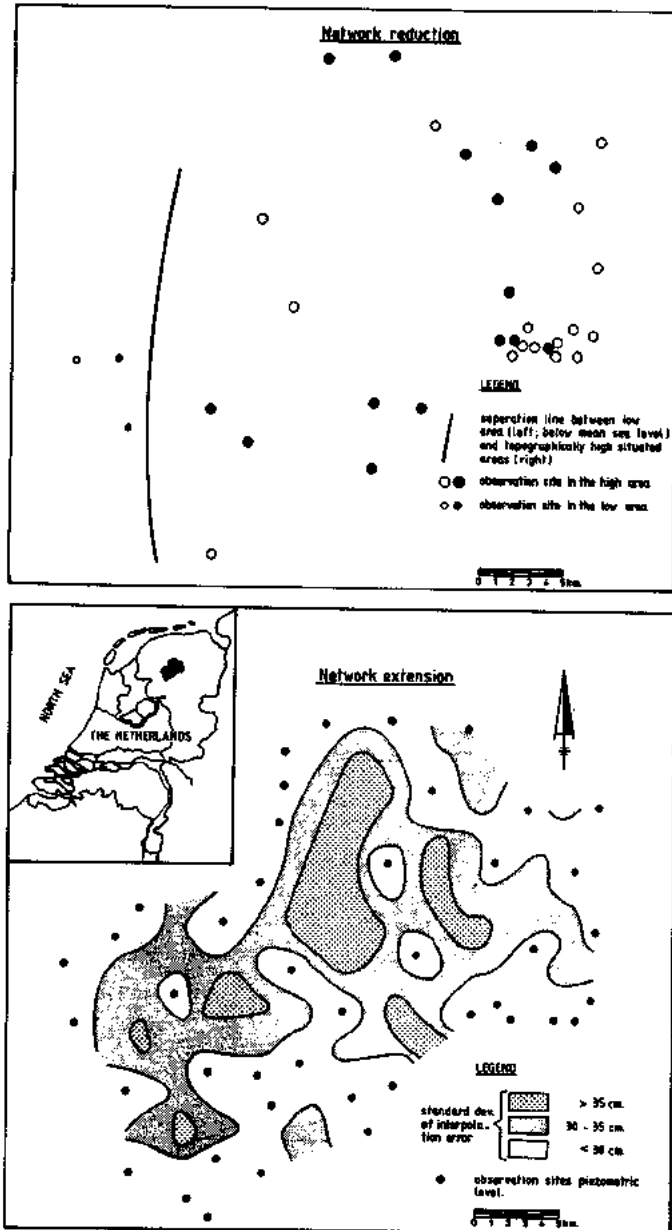 Network reduction
LEGEND
seperation line between low
area (left; below mean sea level)
and topographically high situated
areas (right)
observation site in the high area
observation site in the low area
0 1 2 3 4 5km.
NORTH SEA
THE NETHERLANDS
Network extension
LEGEND
standard dev.
of interpola-
tion error
> 35 cm.
30 - 35 cm.
< 30 cm.
observation sites piezometric
level.
0 1 2 3 4 5km.